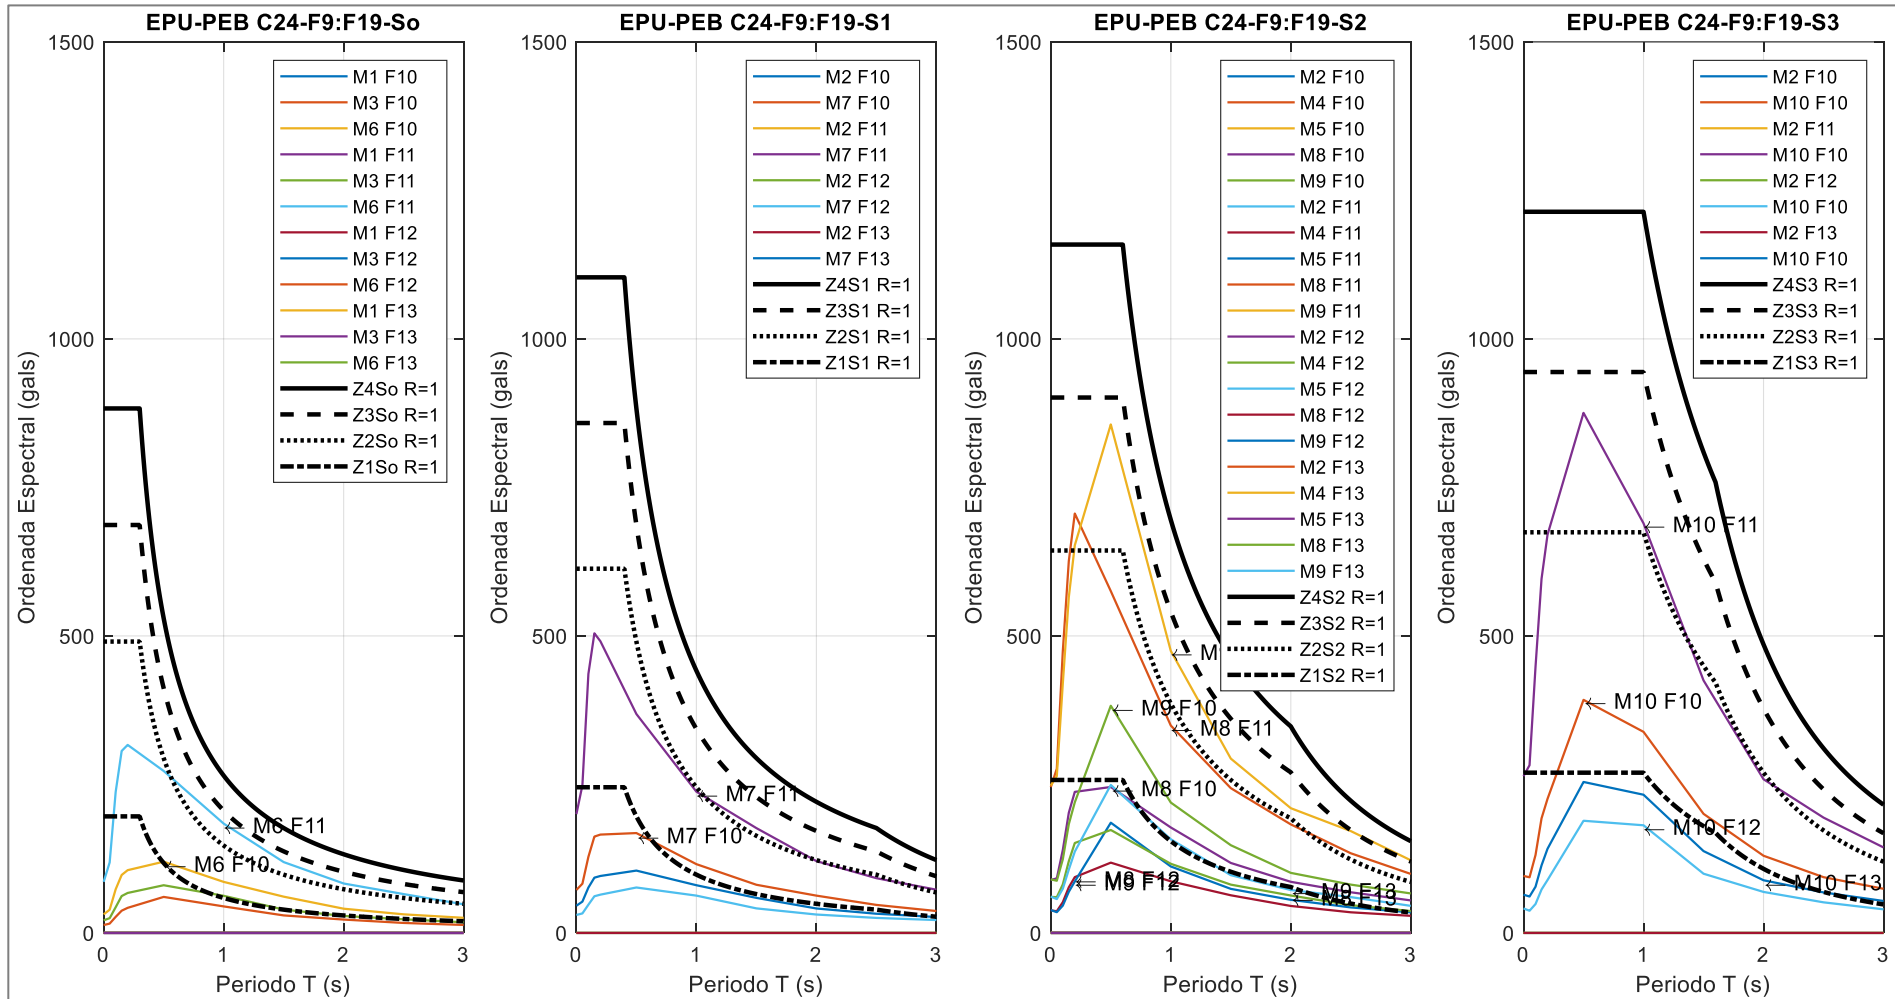 EPU-PEB C24-F9:F19-So
1500
1000
500
0
0 1 2 3
Ordenada Espectral (gals)
Periodo T (s)
M1 F10
M3 F10
M6 F10
M1 F11
M3 F11
M6 F11
M1 F12
M3 F12
M6 F12
M1 F13
M3 F13
M6 F13
Z4So R=1
Z3So R=1
Z2So R=1
Z1So R=1
← M6 F11
← M6 F10
EPU-PEB C24-F9:F19-S1
1500
1000
500
0
0 1 2 3
Ordenada Espectral (gals)
Periodo T (s)
M2 F10
M7 F10
M2 F11
M7 F11
M2 F12
M7 F12
M2 F13
M7 F13
Z4S1 R=1
Z3S1 R=1
Z2S1 R=1
Z1S1 R=1
← M7 F11
← M7 F10
EPU-PEB C24-F9:F19-S2
1500
1000
500
0
0 1 2 3
Ordenada Espectral (gals)
Periodo T (s)
M2 F10
M4 F10
M5 F10
M8 F10
M9 F10
M2 F11
M4 F11
M5 F11
M8 F11
M9 F11
M2 F12
M4 F12
M5 F12
M8 F12
M9 F12
M2 F13
M4 F13
M5 F13
M8 F13
M9 F13
Z4S2 R=1
Z3S2 R=1
Z2S2 R=1
Z1S2 R=1
← M
← M9 F10
← M8 F11
← M8 F10
← M9 F13
EPU-PEB C24-F9:F19-S3
1500
1000
500
0
0 1 2 3
Ordenada Espectral (gals)
Periodo T (s)
M2 F10
M10 F10
M2 F11
M10 F10
M2 F12
M10 F10
M2 F13
M10 F10
Z4S3 R=1
Z3S3 R=1
Z2S3 R=1
Z1S3 R=1
← M10 F11
← M10 F10
← M10 F12
← M10 F13